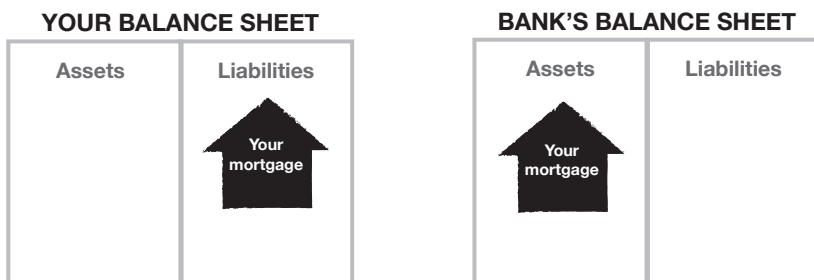 YOUR BALANCE SHEET
Assets
Liabilities
Your
mortgage
BANK’S BALANCE SHEET
Assets
Liabilities
Your
mortgage